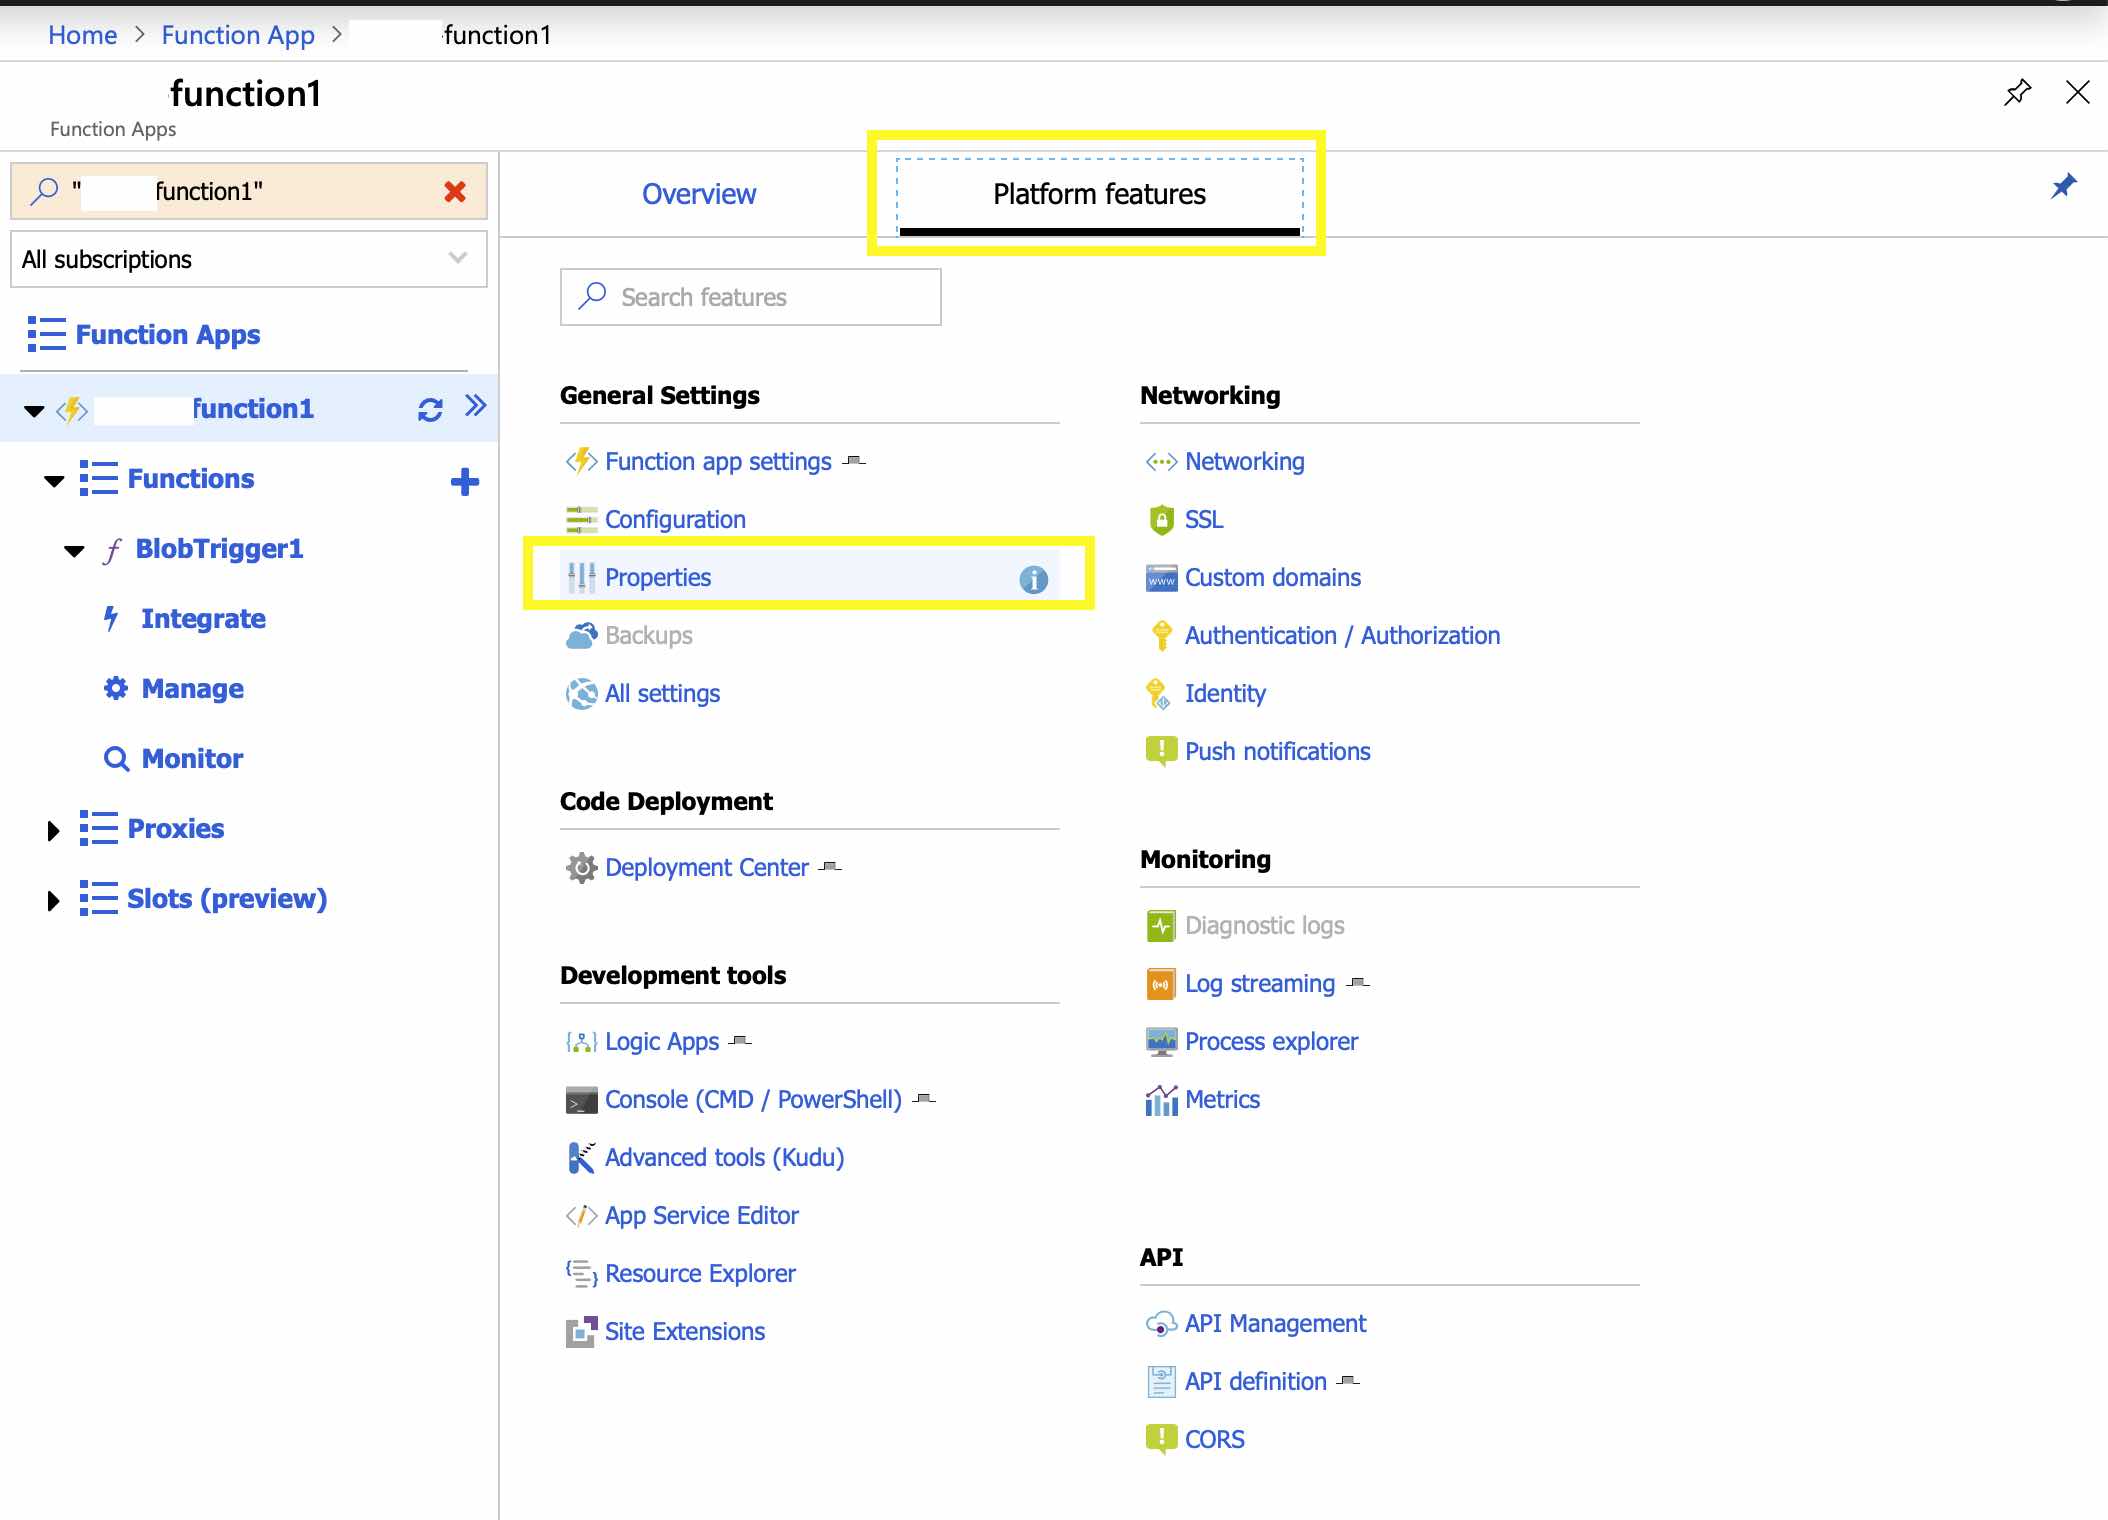 Home > Function App > function1
function1
Function Apps
" function1"
All subscriptions
Function Apps
function1
Functions
BlobTrigger1
Integrate
Manage
Monitor
Proxies
Slots (preview)
Overview
Platform features
Search features
General Settings
Function app settings
Configuration
Properties
Backups
All settings
Code Deployment
Deployment Center
Development tools
Logic Apps
Console (CMD / PowerShell)
Advanced tools (Kudu)
App Service Editor
Resource Explorer
Site Extensions
Networking
Networking
SSL
www
Custom domains
Authentication / Authorization
Identity
Push notifications
Monitoring
Diagnostic logs
Log streaming
Process explorer
Metrics
API
API Management
API definition
CORS